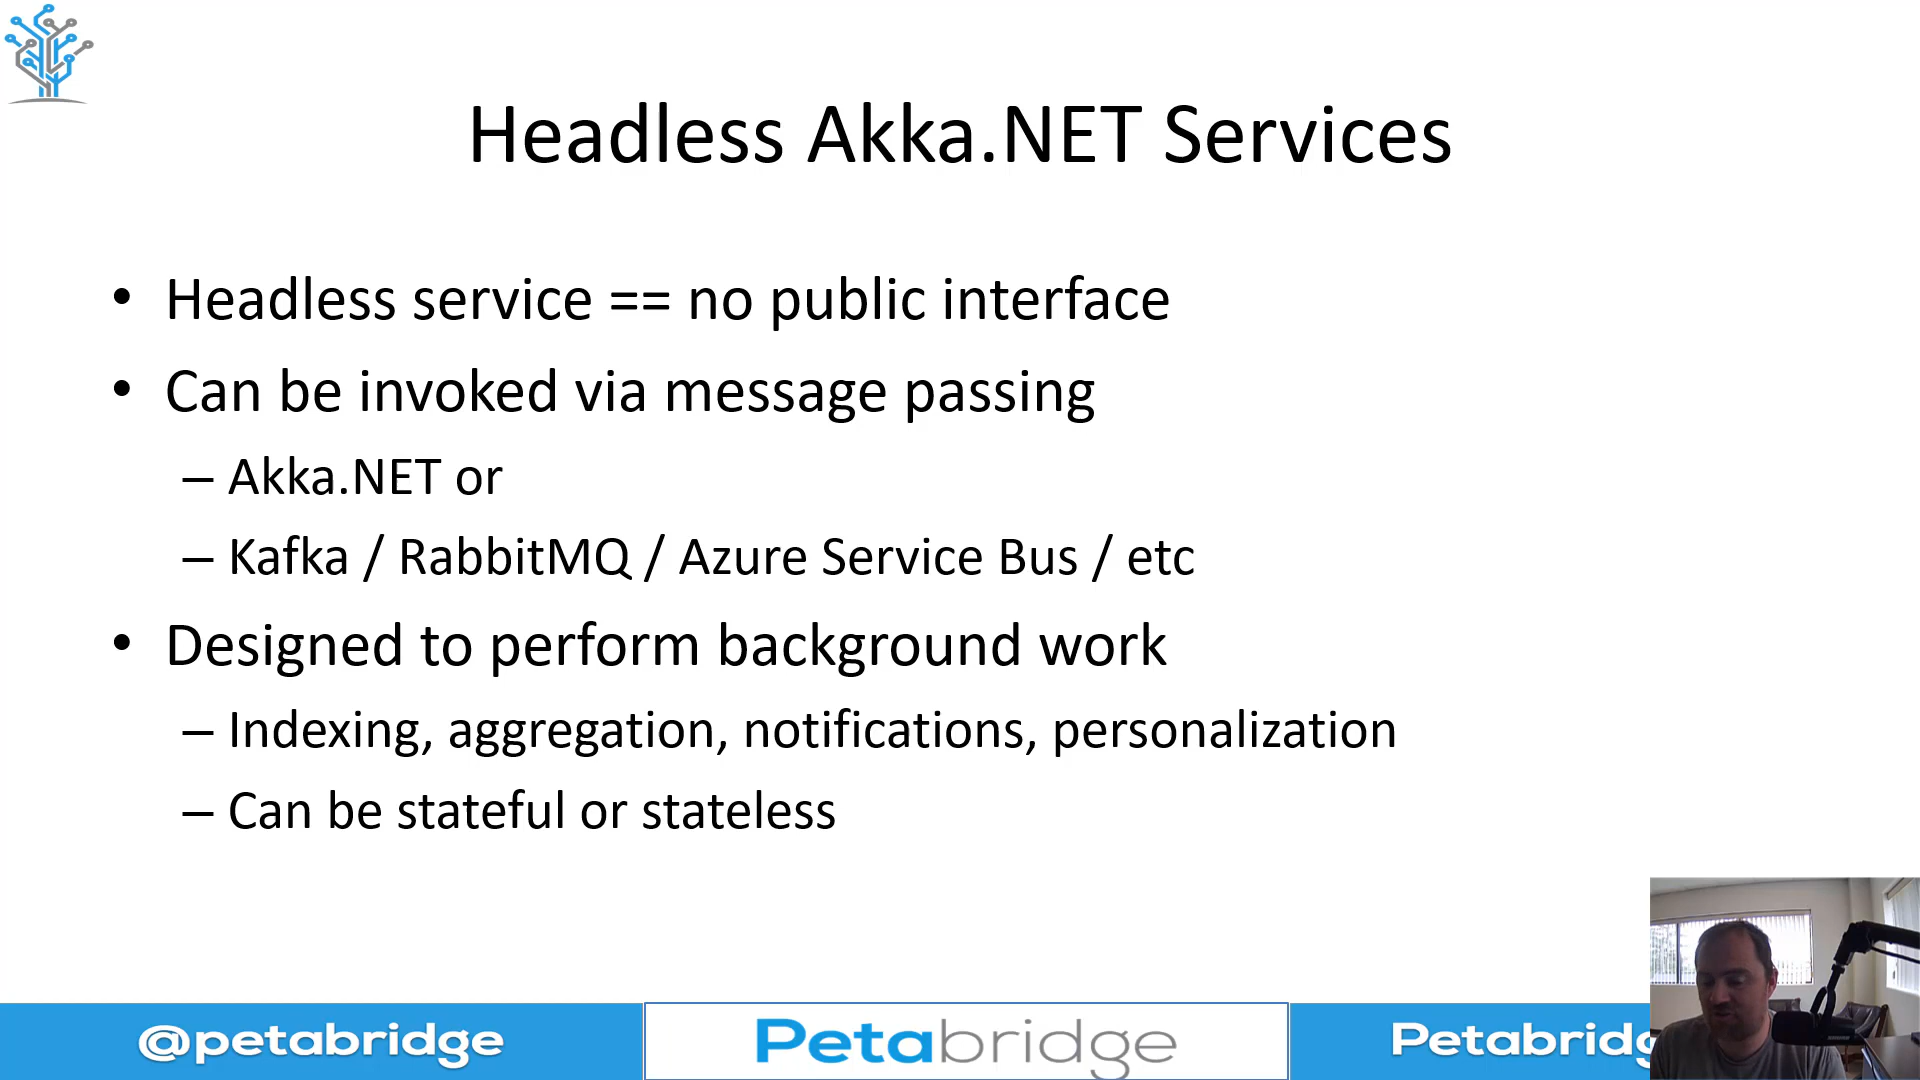 Headless Akka.NET Services
• Headless service == no public interface
• Can be invoked via message passing
– Akka.NET or
– Kafka / RabbitMQ / Azure Service Bus / etc
• Designed to perform background work
– Indexing, aggregation, notifications, personalization
– Can be stateful or stateless
@petabridge
Petabridge
Petabridg